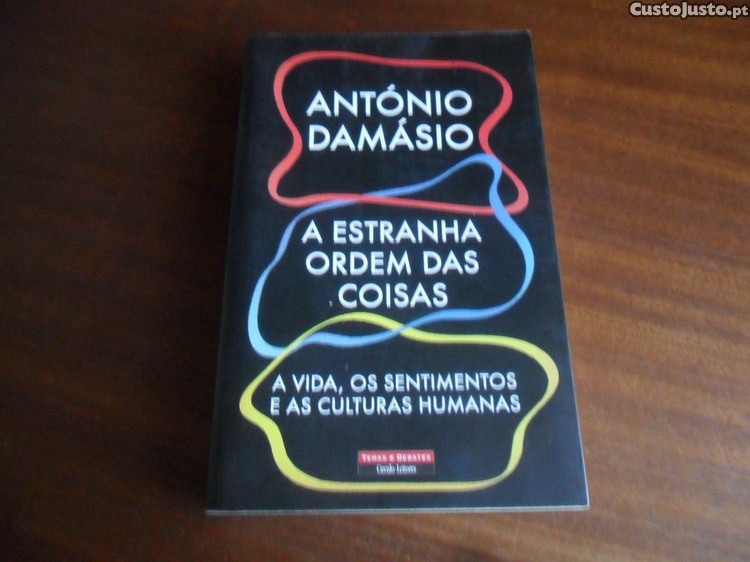 CustoJusto.pt
ANTÓNIO
DAMÁSIO
A ESTRANHA
ORDEM DAS
COISAS
A VIDA, OS SENTIMENTOS
E AS CULTURAS HUMANAS
TEMAS E DEBATES
Círculo Leitores